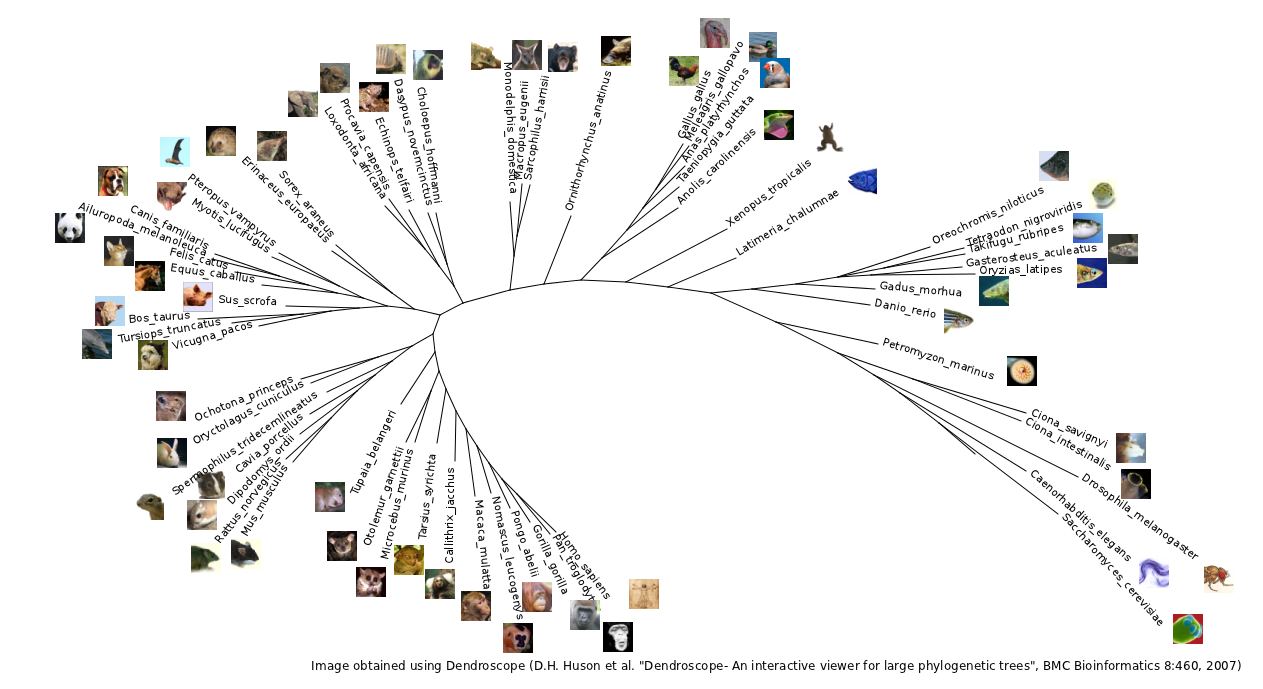 Gallus_gallus
Meleagris_gallopavo
Anas_platyrhynchos
Taeniopygia_guttata
Anolis_carolinensis
Xenopus_tropicalis
Latimeria_chalumnae
Oreochromis_niloticus
Tetraodon_nigroviridis
Takifugu_rubripes
Gasterosteus_aculeatus
Oryzias_latipes
Gadus_morhua
Danio_rerio
Petromyzon_marinus
Ciona_savignyi
Ciona_intestinalis
Drosophila_melanogaster
Caenorhabditis_elegans
Saccharomyces_cerevisiae
Homo_sapiens
Gorilla_gorilla
Pongo_abelii
Nomascus_leucogenys
Macaca_mulatta
Callithrix_jacchus
Tarsius_syrichta
Microcebus_murinus
Otolemur_garnettii
Tupaia_belangeri
Mus_musculus
Rattus_norvegicus
Dipodomys_ordii
Cavia_porcellus
Spermophilus_tridecemlineatus
Oryctolagus_cuniculus
Ochotona_princeps
Vicugna_pacos
Tursiops_truncatus
Bos_taurus
Sus_scrofa
Equus_caballus
Felis_catus
Ailuropoda_melanoleuca
Canis_familiaris
Myotis_lucifugus
Pteropus_vampyrus
Erinaceus_europaeus
Sorex_araneus
Loxodonta_africana
Procavia_capensis
Echinops_telfairi
Dasypus_novemcinctus
Choloepus_hoffmanni
Monodelphis_domestica
Macropus_eugenii
Sarcophilus_harrisii
Ornithorhynchus_anatinus
Image obtained using Dendroscope (D.H. Huson et al. "Dendroscope- An interactive viewer for large phylogenetic trees", BMC Bioinformatics 8:460, 2007)